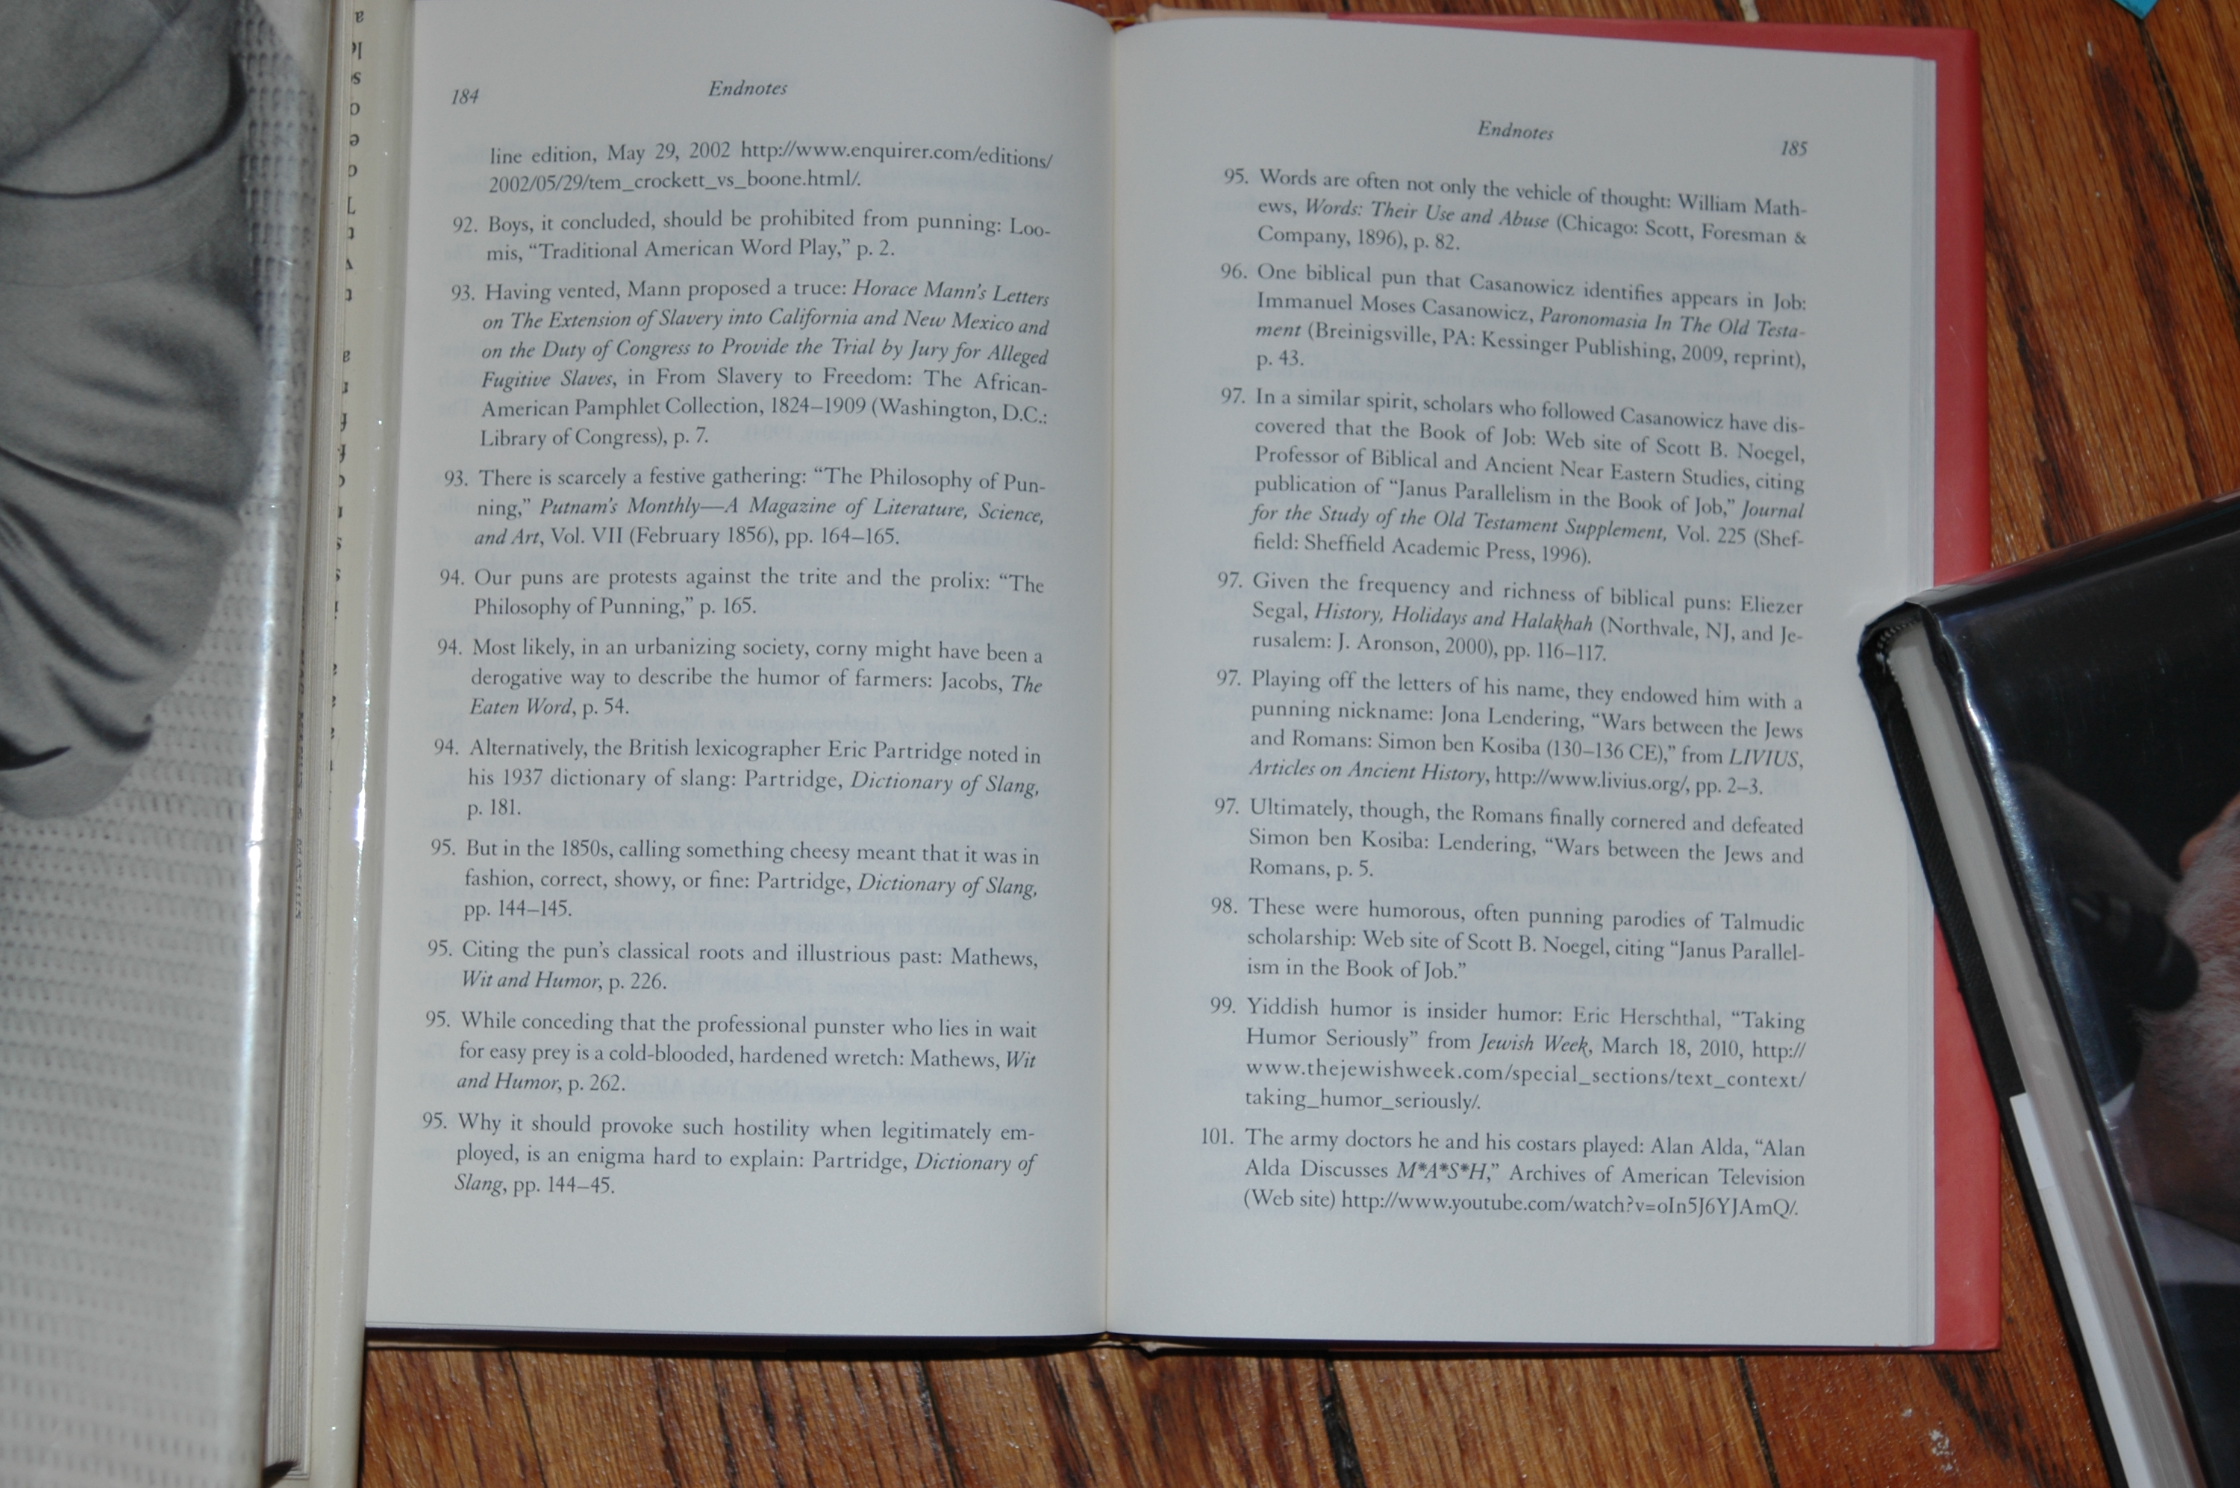 184
Endnotes
line edition, May 29, 2002 http://www.enquirer.com/editions/
2002/05/29/tem_crockett_vs_boone.html/.
92. Boys, it concluded, should be prohibited from punning: Loo-
mis, “Traditional American Word Play,” p. 2.
93. Having vented, Mann proposed a truce: Horace Mann's Letters
on The Extension of Slavery into California and New Mexico and
on the Duty of Congress to Provide the Trial by Jury for Alleged
Fugitive Slaves, in From Slavery to Freedom: The African-
American Pamphlet Collection, 1824–1909 (Washington, D.C.:
Library of Congress), p. 7.
93. There is scarcely a festive gathering: “The Philosophy of Pun-
ning,” Putnam's Monthly—A Magazine of Literature, Science,
and Art, Vol. VII (February 1856), pp. 164–165.
94. Our puns are protests against the trite and the prolix: “The
Philosophy of Punning,” p. 165.
94. Most likely, in an urbanizing society, corny might have been a
derogative way to describe the humor of farmers: Jacobs, The
Eaten Word, p. 54.
94. Alternatively, the British lexicographer Eric Partridge noted in
his 1937 dictionary of slang: Partridge, Dictionary of Slang,
p. 181.
95. But in the 1850s, calling something cheesy meant that it was in
fashion, correct, showy, or fine: Partridge, Dictionary of Slang,
pp. 144–145.
95. Citing the pun's classical roots and illustrious past: Mathews,
Wit and Humor, p. 226.
95. While conceding that the professional punster who lies in wait
for easy prey is a cold-blooded, hardened wretch: Mathews, Wit
and Humor, p. 262.
95. Why it should provoke such hostility when legitimately em-
ployed, is an enigma hard to explain: Partridge, Dictionary of
Slang, pp. 144–45.
Endnotes
185
95. Words are often not only the vehicle of thought: William Math-
ews, Words: Their Use and Abuse (Chicago: Scott, Foresman &
Company, 1896), p. 82.
96. One biblical pun that Casanowicz identifies appears in Job:
Immanuel Moses Casanowicz, Paronomasia In The Old Testa-
ment (Breinigsville, PA: Kessinger Publishing, 2009, reprint),
p. 43.
97. In a similar spirit, scholars who followed Casanowicz have dis-
covered that the Book of Job: Web site of Scott B. Noegel,
Professor of Biblical and Ancient Near Eastern Studies, citing
publication of “Janus Parallelism in the Book of Job,” Journal
for the Study of the Old Testament Supplement, Vol. 225 (Shef-
field: Sheffield Academic Press, 1996).
97. Given the frequency and richness of biblical puns: Eliezer
Segal, History, Holidays and Halakhah (Northvale, NJ, and Je-
rusalem: J. Aronson, 2000), pp. 116–117.
97. Playing off the letters of his name, they endowed him with a
punning nickname: Jona Lendering, “Wars between the Jews
and Romans: Simon ben Kosiba (130–136 CE),” from LIVIUS,
Articles on Ancient History, http://www.livius.org/, pp. 2–3.
97. Ultimately, though, the Romans finally cornered and defeated
Simon ben Kosiba: Lendering, “Wars between the Jews and
Romans, p. 5.
98. These were humorous, often punning parodies of Talmudic
scholarship: Web site of Scott B. Noegel, citing “Janus Parallel-
ism in the Book of Job.”
99. Yiddish humor is insider humor: Eric Herschthal, “Taking
Humor Seriously” from Jewish Week, March 18, 2010, http://
www.thejewishweek.com/special_sections/text_context/
taking_humor_seriously/.
101. The army doctors he and his costars played: Alan Alda, “Alan
Alda Discusses M*A*S*H,” Archives of American Television
(Web site) http://www.youtube.com/watch?v=oIn5J6YJAmQ/.